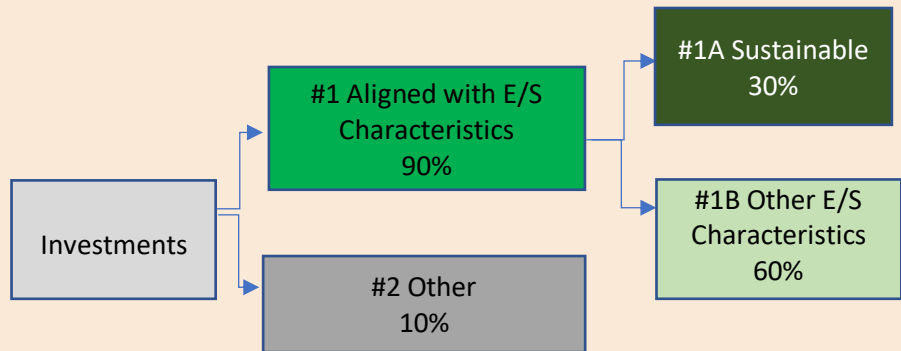 Investments
#1 Aligned with E/S
Characteristics
90%
#2 Other
10%
#1A Sustainable
30%
#1B Other E/S
Characteristics
60%